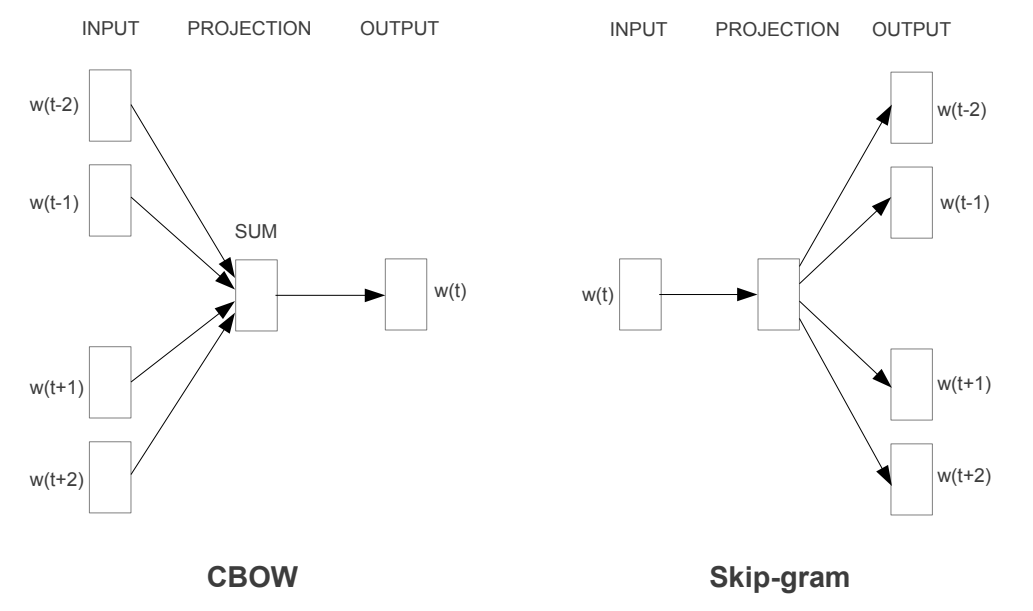 INPUT PROJECTION OUTPUT
w(t-2)
w(t-1)
SUM
w(t)
w(t+1)
w(t+2)
CBOW
INPUT PROJECTION OUTPUT
w(t-2)
w(t-1)
w(t)
w(t+1)
w(t+2)
Skip-gram